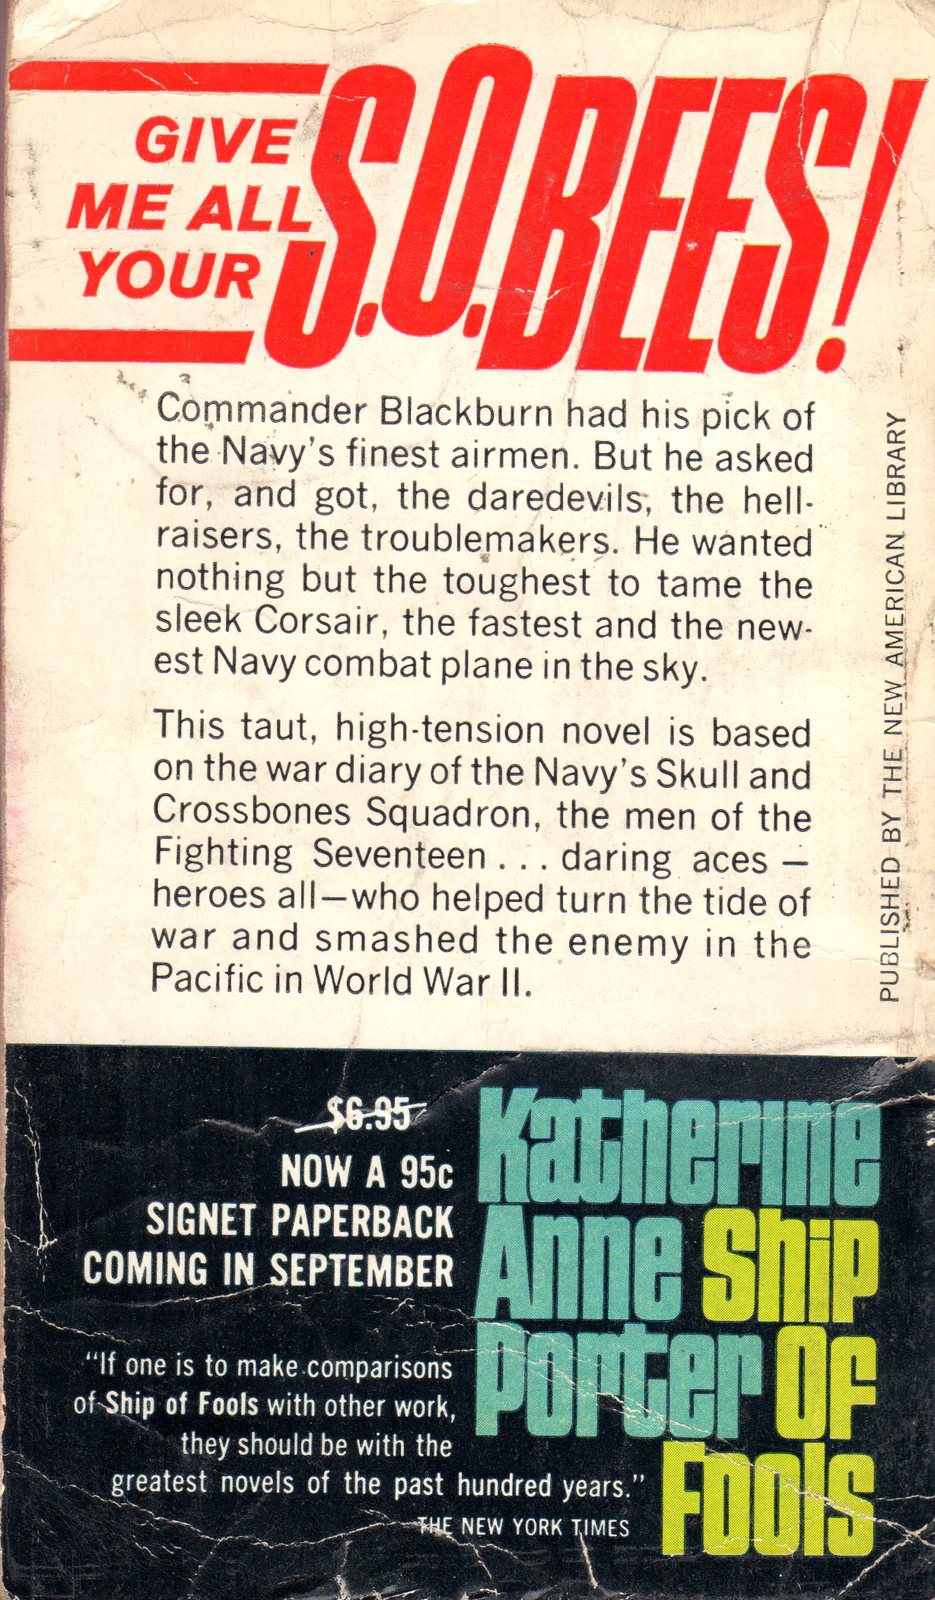 GIVE
ME ALL
YOUR
S.O.BEES!
Commander Blackburn had his pick of
the Navy's finest airmen. But he asked
for, and got, the daredevils, the hell-
raisers, the troublemakers. He wanted
nothing but the toughest to tame the
sleek Corsair, the fastest and the new-
est Navy combat plane in the sky.
This taut, high-tension novel is based
on the war diary of the Navy's Skull and
Crossbones Squadron, the men of the
Fighting Seventeen . . . daring aces —
heroes all—who helped turn the tide of
war and smashed the enemy in the
Pacific in World War II.
PUBLISHED BY THE NEW AMERICAN LIBRARY
$6.95
NOW A 95c
SIGNET PAPERBACK
COMING IN SEPTEMBER
"If one is to make comparisons
of Ship of Fools with other work,
they should be with the
greatest novels of the past hundred years."
THE NEW YORK TIMES
Katherine
Anne Ship
Porter Of
Fools